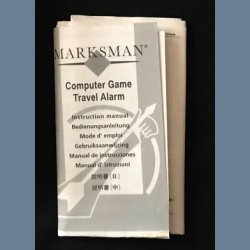 MARKSMAN®
Computer Game
Travel Alarm
Instruction manual
Bedienungsanleitung
Mode d' emploi
Gebruiksaanwijzing
Manual de instrucciones
Manual d' istruzioni
説明書 (日)
説明書 (中)